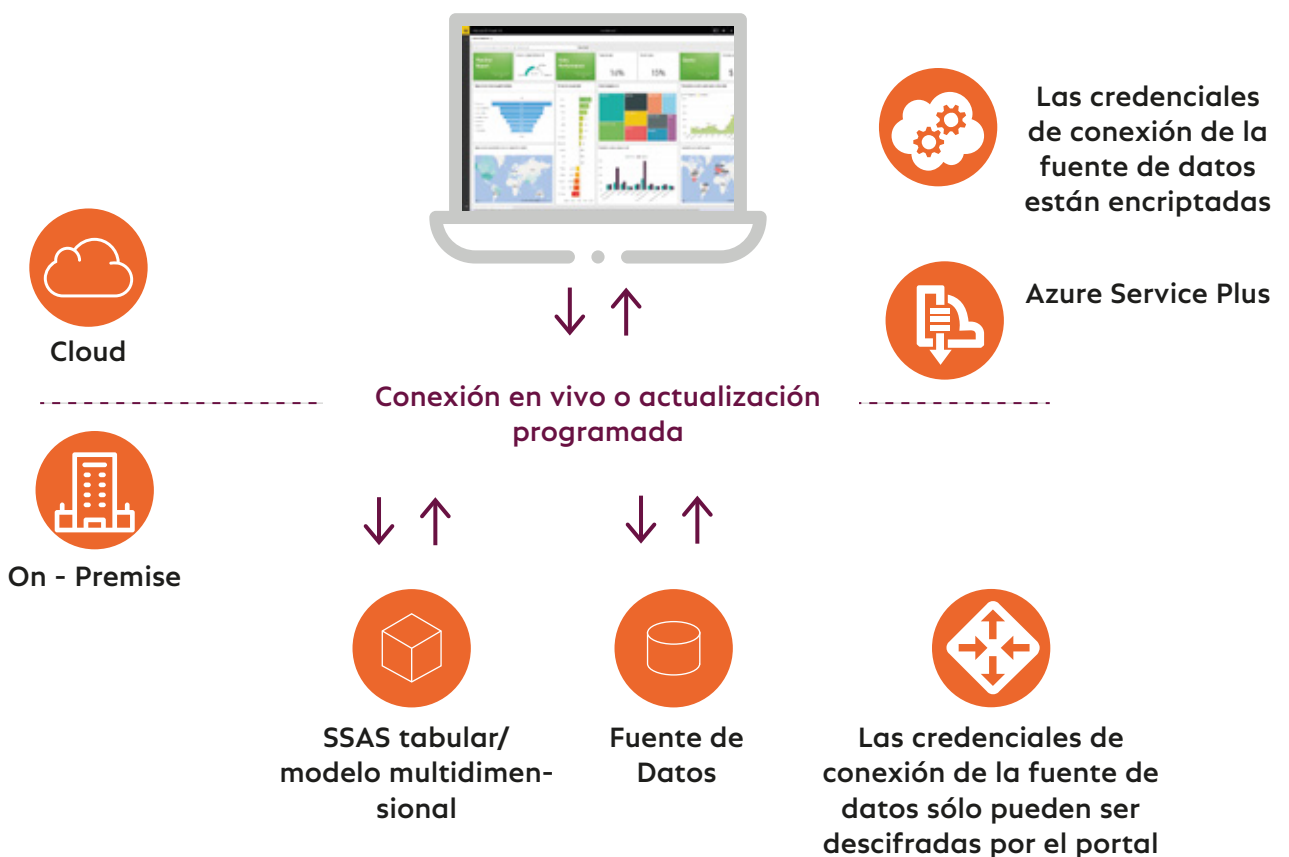 14%
15%
Las credenciales
de conexión de la
fuente de datos
están encriptadas
Cloud
Azure Service Plus
Conexión en vivo o actualización
programada
On - Premise
SSAS tabular/
modelo multidimen-
sional
Fuente de
Datos
Las credenciales de
conexión de la fuente de
datos sólo pueden ser
descifradas por el portal